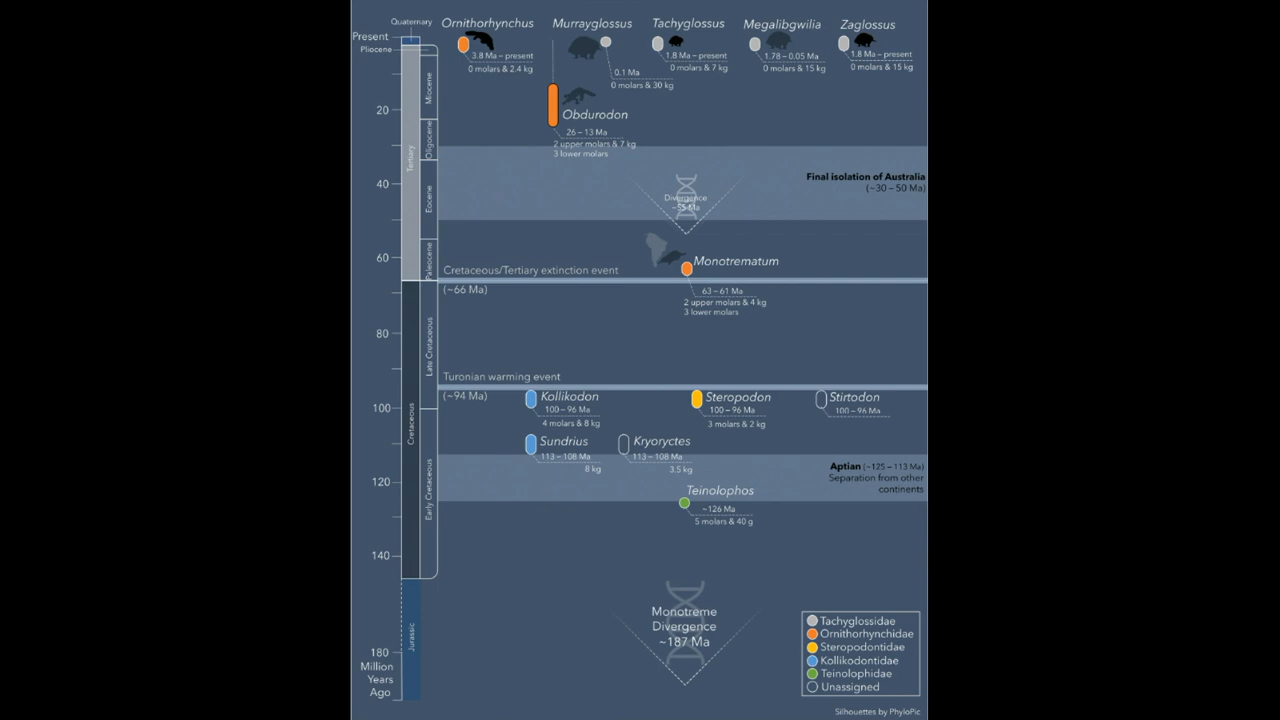 Quaternary
Ornithorhynchus
Murrayglossus
Tachyglossus
Megalibgwilia
Zaglossus
Present
Pliocene
3.8 Ma – present
0 molars & 2.4 kg
0.1 Ma
0 molars & 30 kg
1.8 Ma – present
0 molars & 7 kg
1.78 – 0.05 Ma
0 molars & 15 kg
1.8 Ma – present
0 molars & 15 kg
Miocene
20
Obdurodon
26 – 13 Ma
2 upper molars & 7 kg
3 lower molars
Oligocene
Tertiary
Final isolation of Australia
(~30 – 50 Ma)
40
Eocene
Divergence
~55 Ma
60
Paleocene
Monotrematum
63 – 61 Ma
2 upper molars & 4 kg
3 lower molars
Cretaceous/Tertiary extinction event
(~66 Ma)
80
Late Cretaceous
Turonian warming event
(~94 Ma)
Kollikodon
100 – 96 Ma
4 molars & 8 kg
Steropodon
100 – 96 Ma
3 molars & 2 kg
Stirtodon
100 – 96 Ma
100
Cretaceous
Sundrius
113 – 108 Ma
8 kg
Kryoryctes
113 – 108 Ma
3.5 kg
Aptian (~125 – 113 Ma)
Separation from other
continents
120
Early Cretaceous
Teinolophos
~126 Ma
5 molars & 40 g
140
Jurassic
Monotreme
Divergence
~187 Ma
180
Million
Years
Ago
Tachyglossidae
Ornithorhynchidae
Steropodontidae
Kollikodontidae
Teinolophidae
Unassigned
Silhouettes by PhyloPic